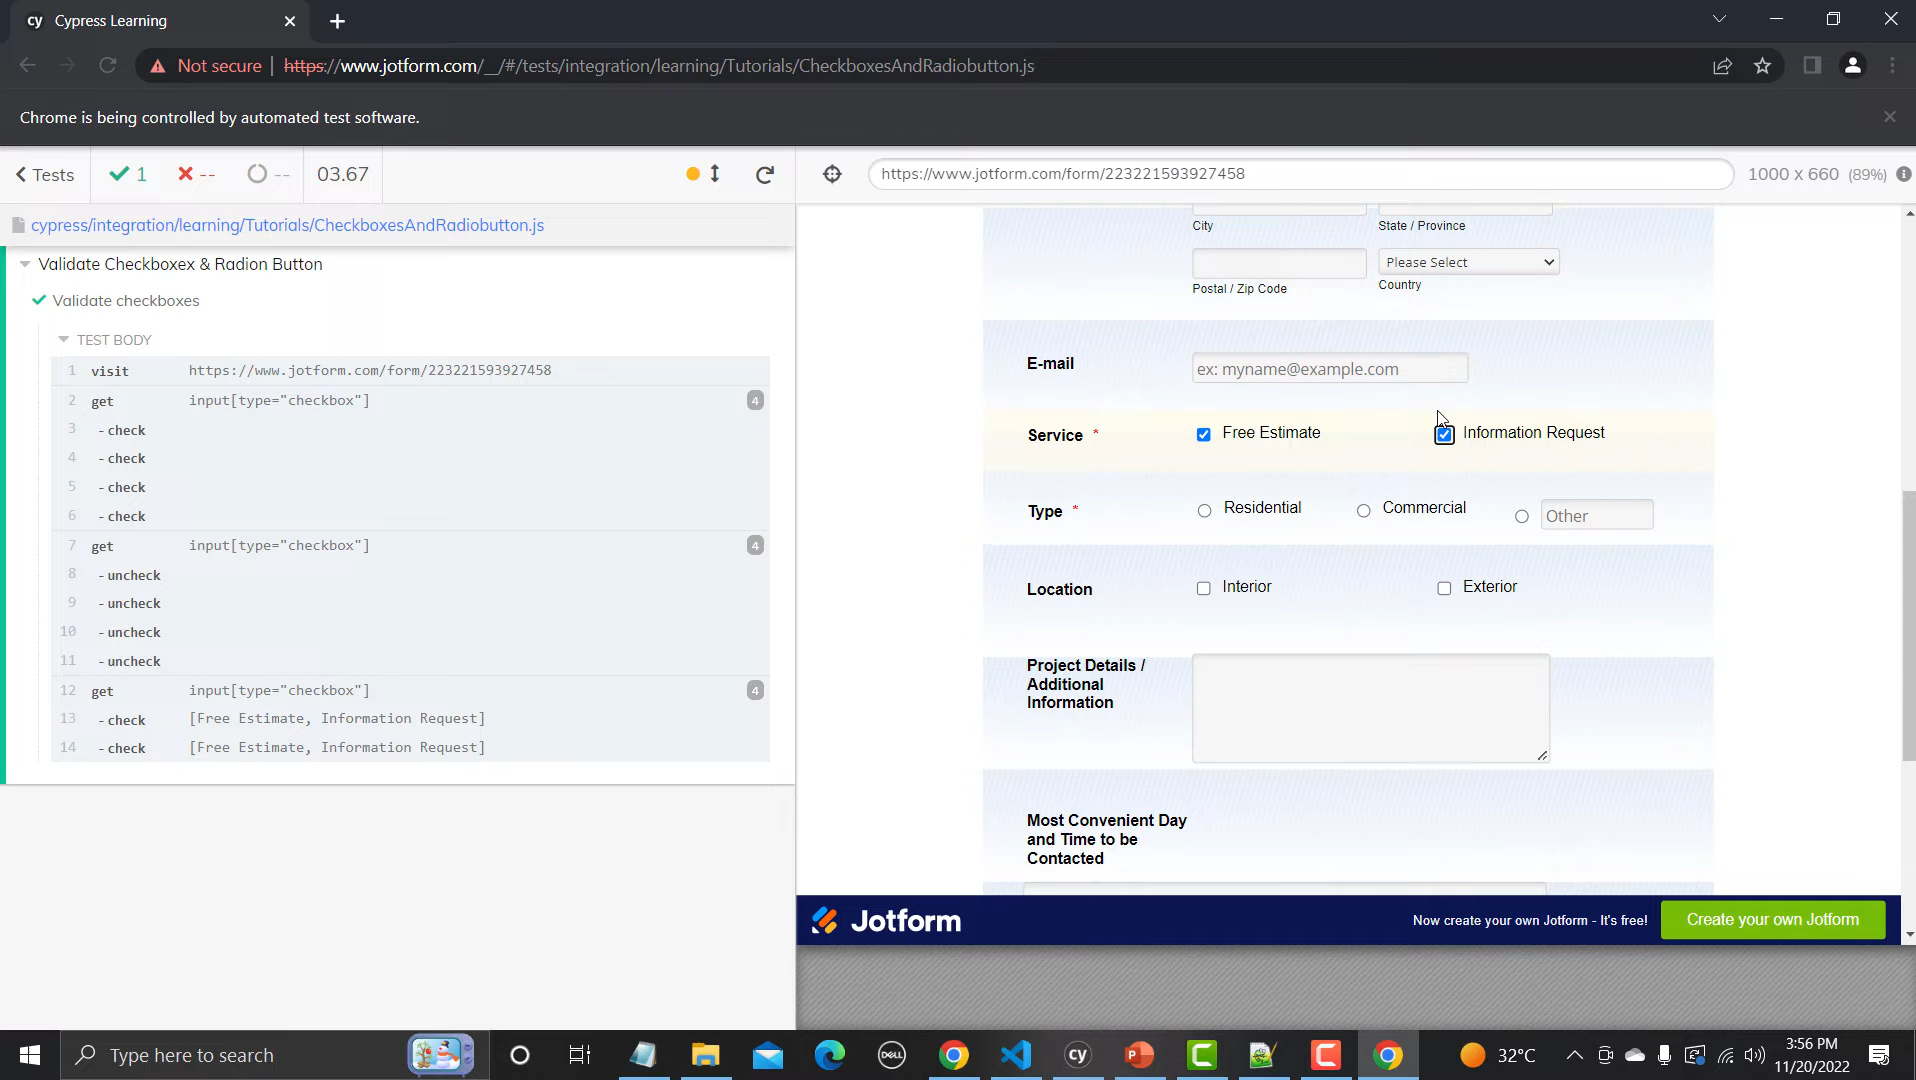 cy Cypress Learning
Not secure | https://www.jotform.com/__/#/tests/integration/learning/Tutorials/CheckboxesAndRadiobutton.js
Chrome is being controlled by automated test software.
Tests 1 -- -- 03.67
cypress/integration/learning/Tutorials/CheckboxesAndRadiobutton.js
Validate Checkboxex & Radion Button
Validate checkboxes
TEST BODY
1 visit https://www.jotform.com/form/223221593927458
2 get input[type="checkbox"] 4
3 - check
4 - check
5 - check
6 - check
7 get input[type="checkbox"] 4
8 - uncheck
9 - uncheck
10 - uncheck
11 - uncheck
12 get input[type="checkbox"] 4
13 - check [Free Estimate, Information Request]
14 - check [Free Estimate, Information Request]
https://www.jotform.com/form/223221593927458 1000 x 660 (89%)
City State / Province
Please Select
Postal / Zip Code Country
E-mail ex: myname@example.com
Service * Free Estimate Information Request
Type * Residential Commercial Other
Location Interior Exterior
Project Details /
Additional
Information
Most Convenient Day
and Time to be
Contacted
Jotform Now create your own Jotform - It's free! Create your own Jotform
Type here to search
DELL
cy
32°C
3:56 PM
11/20/2022